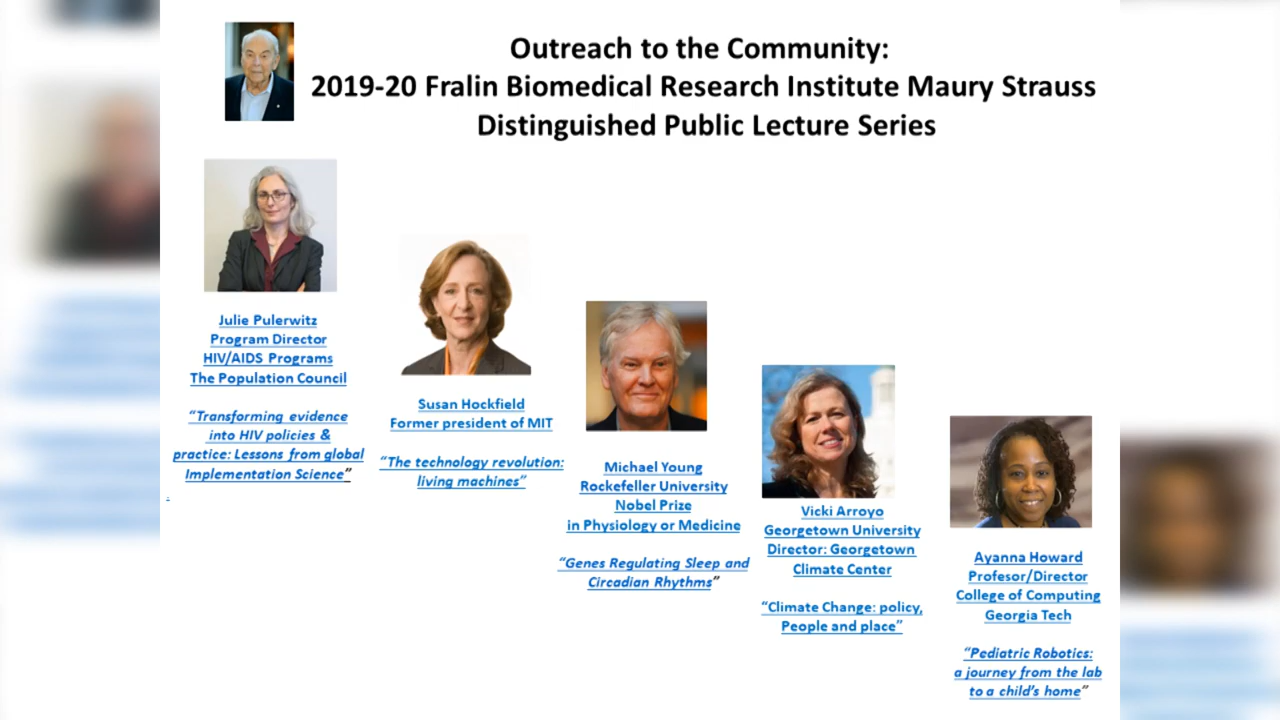 Outreach to the Community:
2019-20 Fralin Biomedical Research Institute Maury Strauss
Distinguished Public Lecture Series
Julie Pulerwitz
Program Director
HIV/AIDS Programs
The Population Council
“Transforming evidence
into HIV policies &
practice: Lessons from global
Implementation Science”
Susan Hockfield
Former president of MIT
“The technology revolution:
living machines”
Michael Young
Rockefeller University
Nobel Prize
in Physiology or Medicine
“Genes Regulating Sleep and
Circadian Rhythms”
Vicki Arroyo
Georgetown University
Director: Georgetown
Climate Center
“Climate Change: policy,
People and place”
Ayanna Howard
Profesor/Director
College of Computing
Georgia Tech
“Pediatric Robotics:
a journey from the lab
to a child’s home”